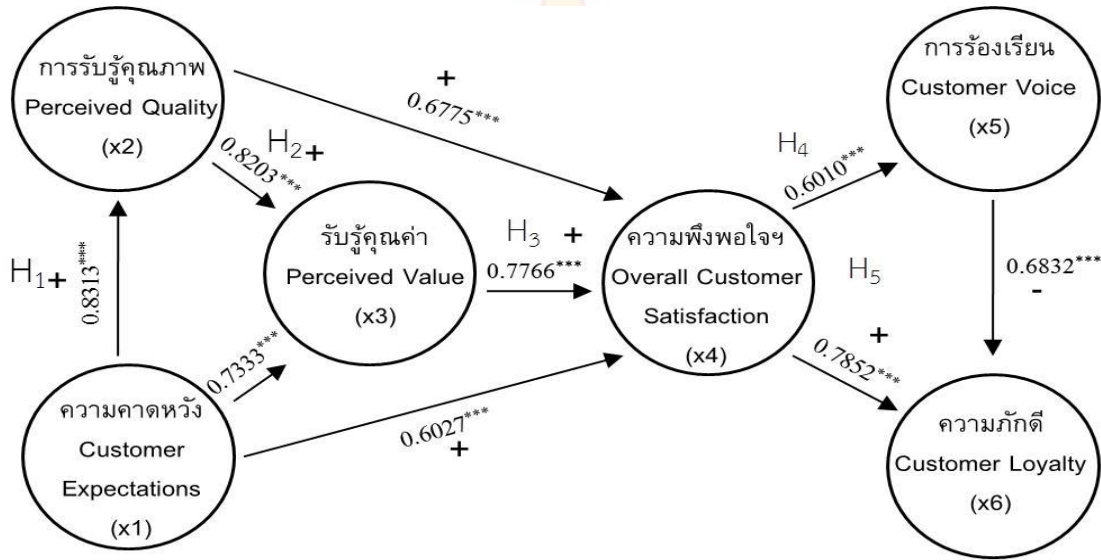 การรับรู้คุณภาพ
Perceived Quality
(x2)
+
0.6775***
H2+
0.8203***
H1+
0.8313***
รับรู้คุณค่า
Perceived Value
(x3)
H3 +
0.7766***
0.7333***
ความคาดหวัง
Customer
Expectations
(x1)
0.6027***
+
ความพึงพอใจฯ
Overall Customer
Satisfaction
(x4)
H4
0.6010***
การร้องเรียน
Customer Voice
(x5)
0.6832***
-
H5
+
0.7852***
ความภักดี
Customer Loyalty
(x6)